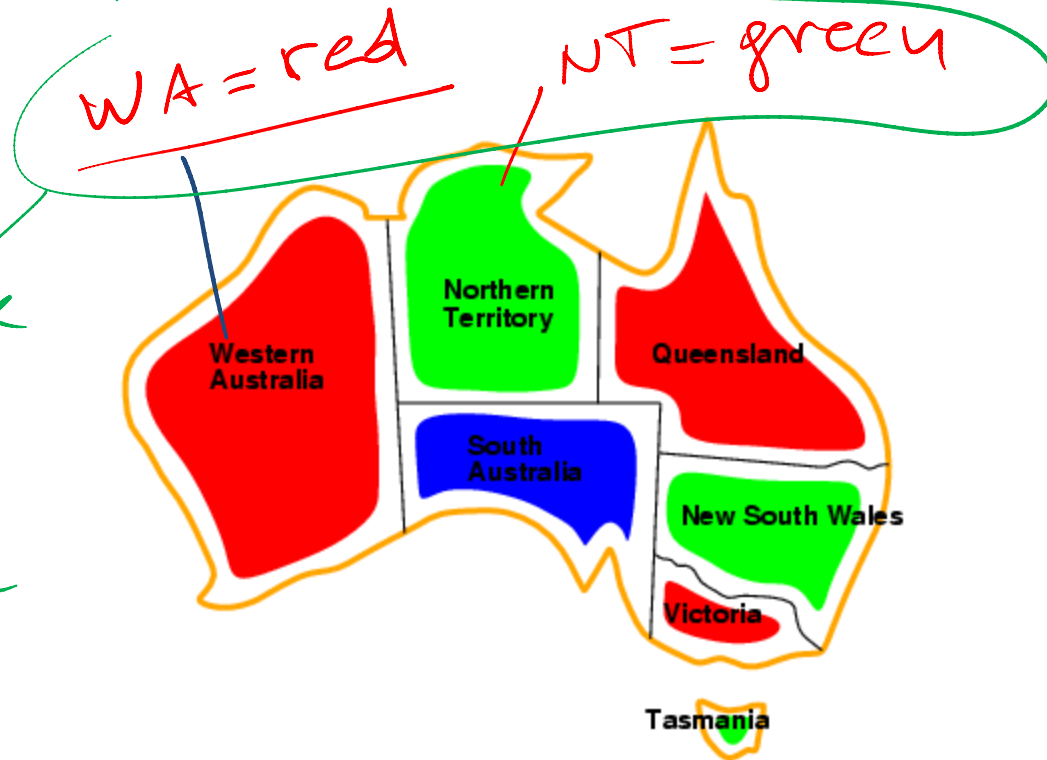 WA = red
NT = green
Northern
Territory
Western
Australia
Queensland
South
Australia
New South Wales
Victoria
Tasmania